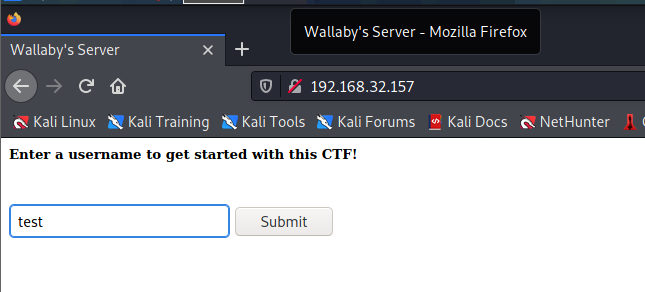 Wallaby's Server - Mozilla Firefox
Wallaby's Server
192.168.32.157
Kali Linux Kali Training Kali Tools Kali Forums Kali Docs NetHunter
Enter a username to get started with this CTF!
test Submit